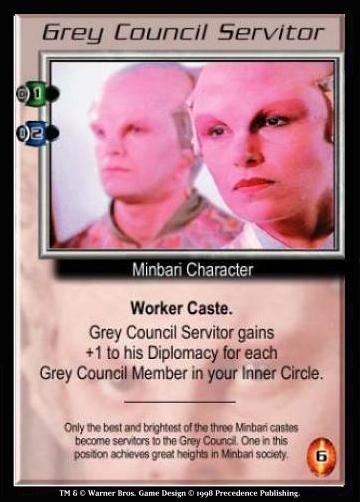 Grey Council Servitor
0 1
0 2
Minbari Character
Worker Caste.
Grey Council Servitor gains
+1 to his Diplomacy for each
Grey Council Member in your Inner Circle.
Only the best and brightest of the three Minbari castes
become servitors to the Grey Council. One in this
position achieves great heights in Minbari society.
6
TM & © Warner Bros. Game Design © 1998 Precedence Publishing.